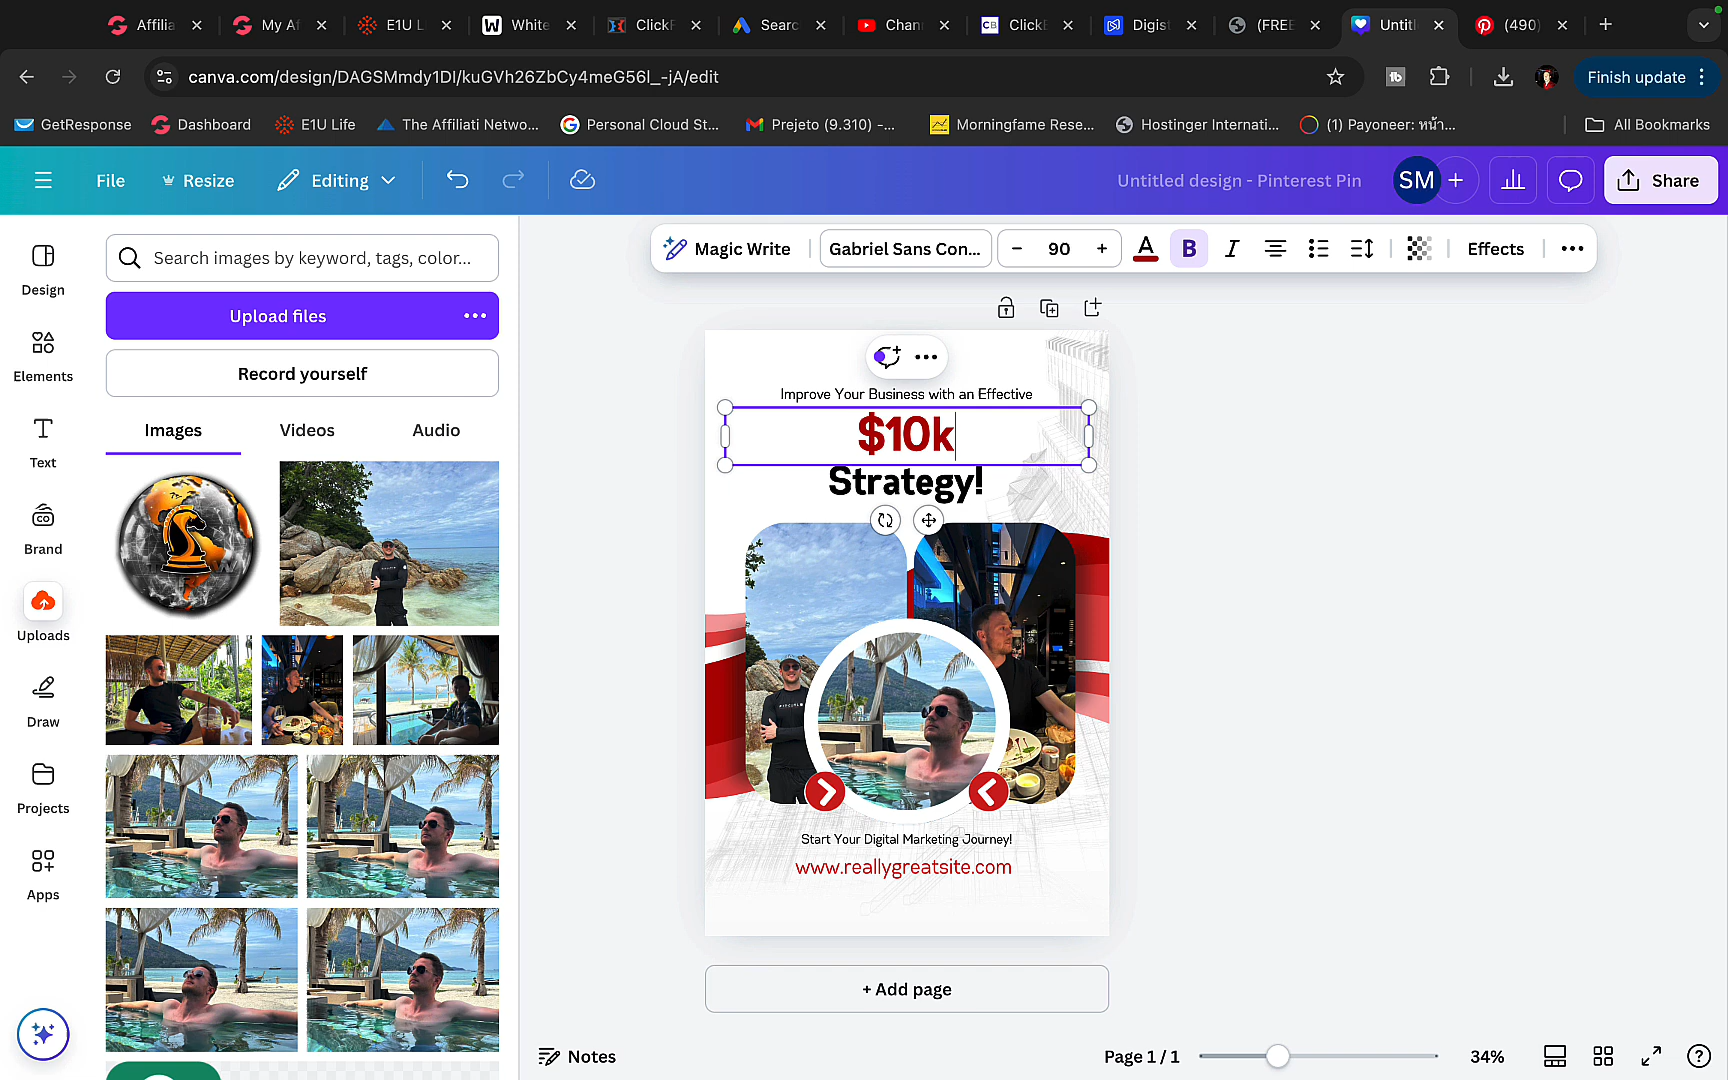 Affilia
My Af
E1U L
White
ClickF
Searc
Chan
ClickB
Digist
(FREE
Untitl
(490)
canva.com/design/DAGSMmdy1DI/kuGVh26ZbCy4meG56l_-jA/edit
Finish update
GetResponse
Dashboard
E1U Life
The Affiliati Netwo...
Personal Cloud St...
Prejeto (9.310) -...
Morningfame Rese...
Hostinger Internati...
(1) Payoneer: หน้า...
All Bookmarks
File
Resize
Editing
Untitled design - Pinterest Pin
SM
Share
Search images by keyword, tags, color...
Magic Write
Gabriel Sans Con...
90
A
B
I
Effects
Upload files
Record yourself
Images
Videos
Audio
Design
Elements
Text
Brand
Uploads
Draw
Projects
Apps
Improve Your Business with an Effective
$10k
Strategy!
Start Your Digital Marketing Journey!
www.reallygreatsite.com
+ Add page
Notes
Page 1 / 1
34%